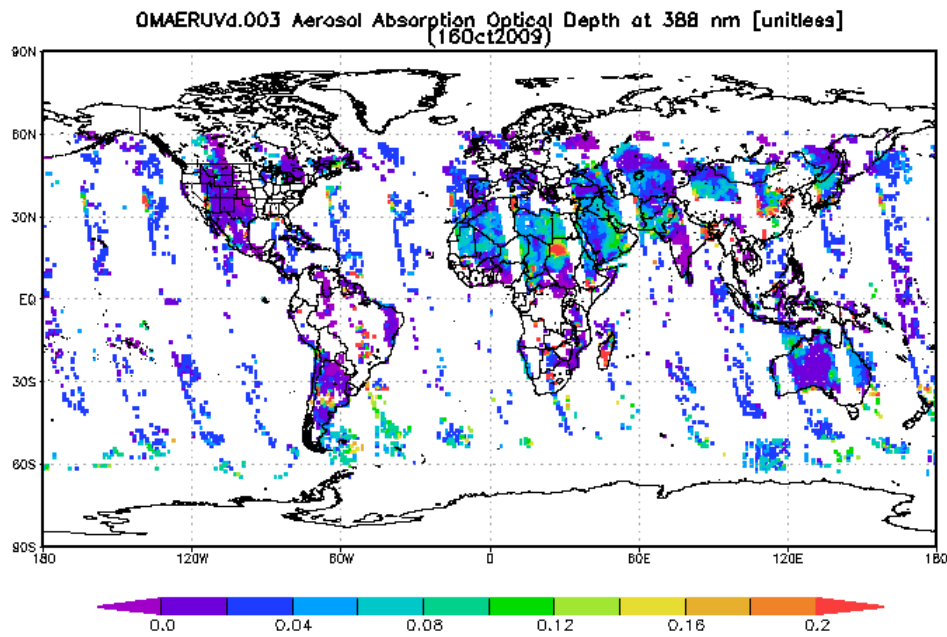 OMAERUVd.003 Aerosol Absorption Optical Depth at 388 nm [unitless]
(16Oct2009)
90N
60N
30N
EQ
30S
60S
90S
180 120W 60W 0 60E 120E 180
0.0 0.04 0.08 0.12 0.16 0.2